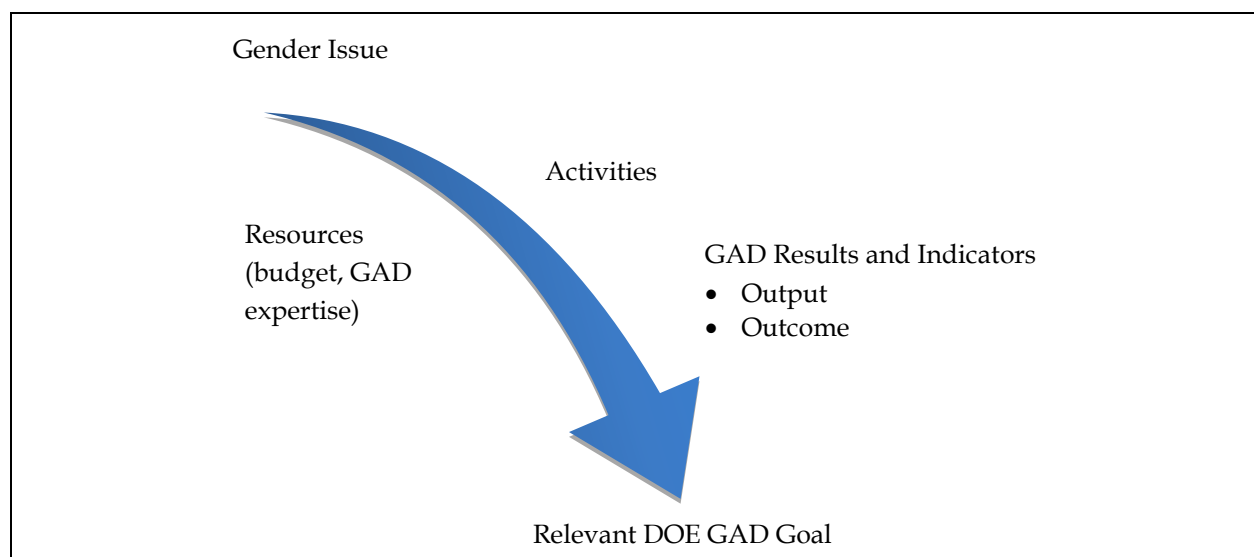 Gender Issue
Activities
Resources
(budget, GAD
expertise)
GAD Results and Indicators
• Output
• Outcome
Relevant DOE GAD Goal